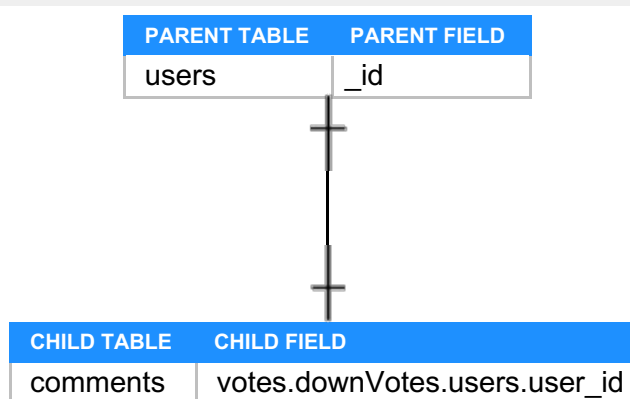 PARENT TABLE PARENT FIELD
users _id
CHILD TABLE CHILD FIELD
comments votes.downVotes.users.user_id